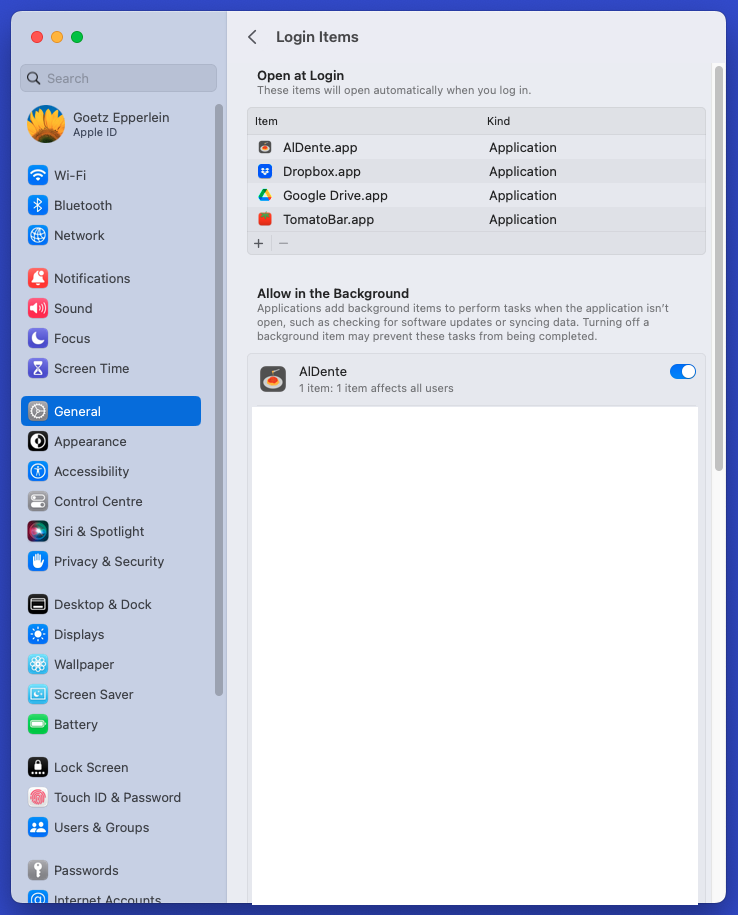 Login Items
Search
Goetz Epperlein
Apple ID
Wi-Fi
Bluetooth
Network
Notifications
Sound
Focus
Screen Time
General
Appearance
Accessibility
Control Centre
Siri & Spotlight
Privacy & Security
Desktop & Dock
Displays
Wallpaper
Screen Saver
Battery
Lock Screen
Touch ID & Password
Users & Groups
Passwords
Internet Accounts
Open at Login
These items will open automatically when you log in.
Item Kind
AlDente.app Application
Dropbox.app Application
Google Drive.app Application
TomatoBar.app Application
Allow in the Background
Applications add background items to perform tasks when the application isn’t
open, such as checking for software updates or syncing data. Turning off a
background item may prevent these tasks from being completed.
AlDente
1 item: 1 item affects all users